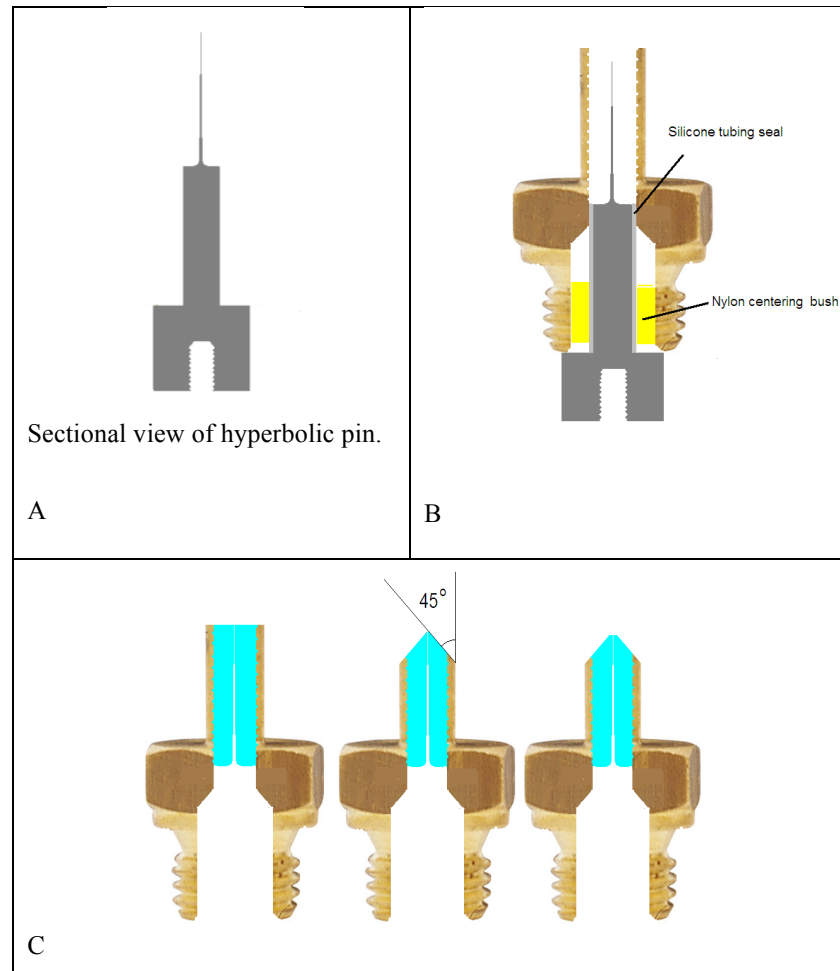 Silicone tubing seal
Nylon centering bush
Sectional view of hyperbolic pin.
A
B
45°
C